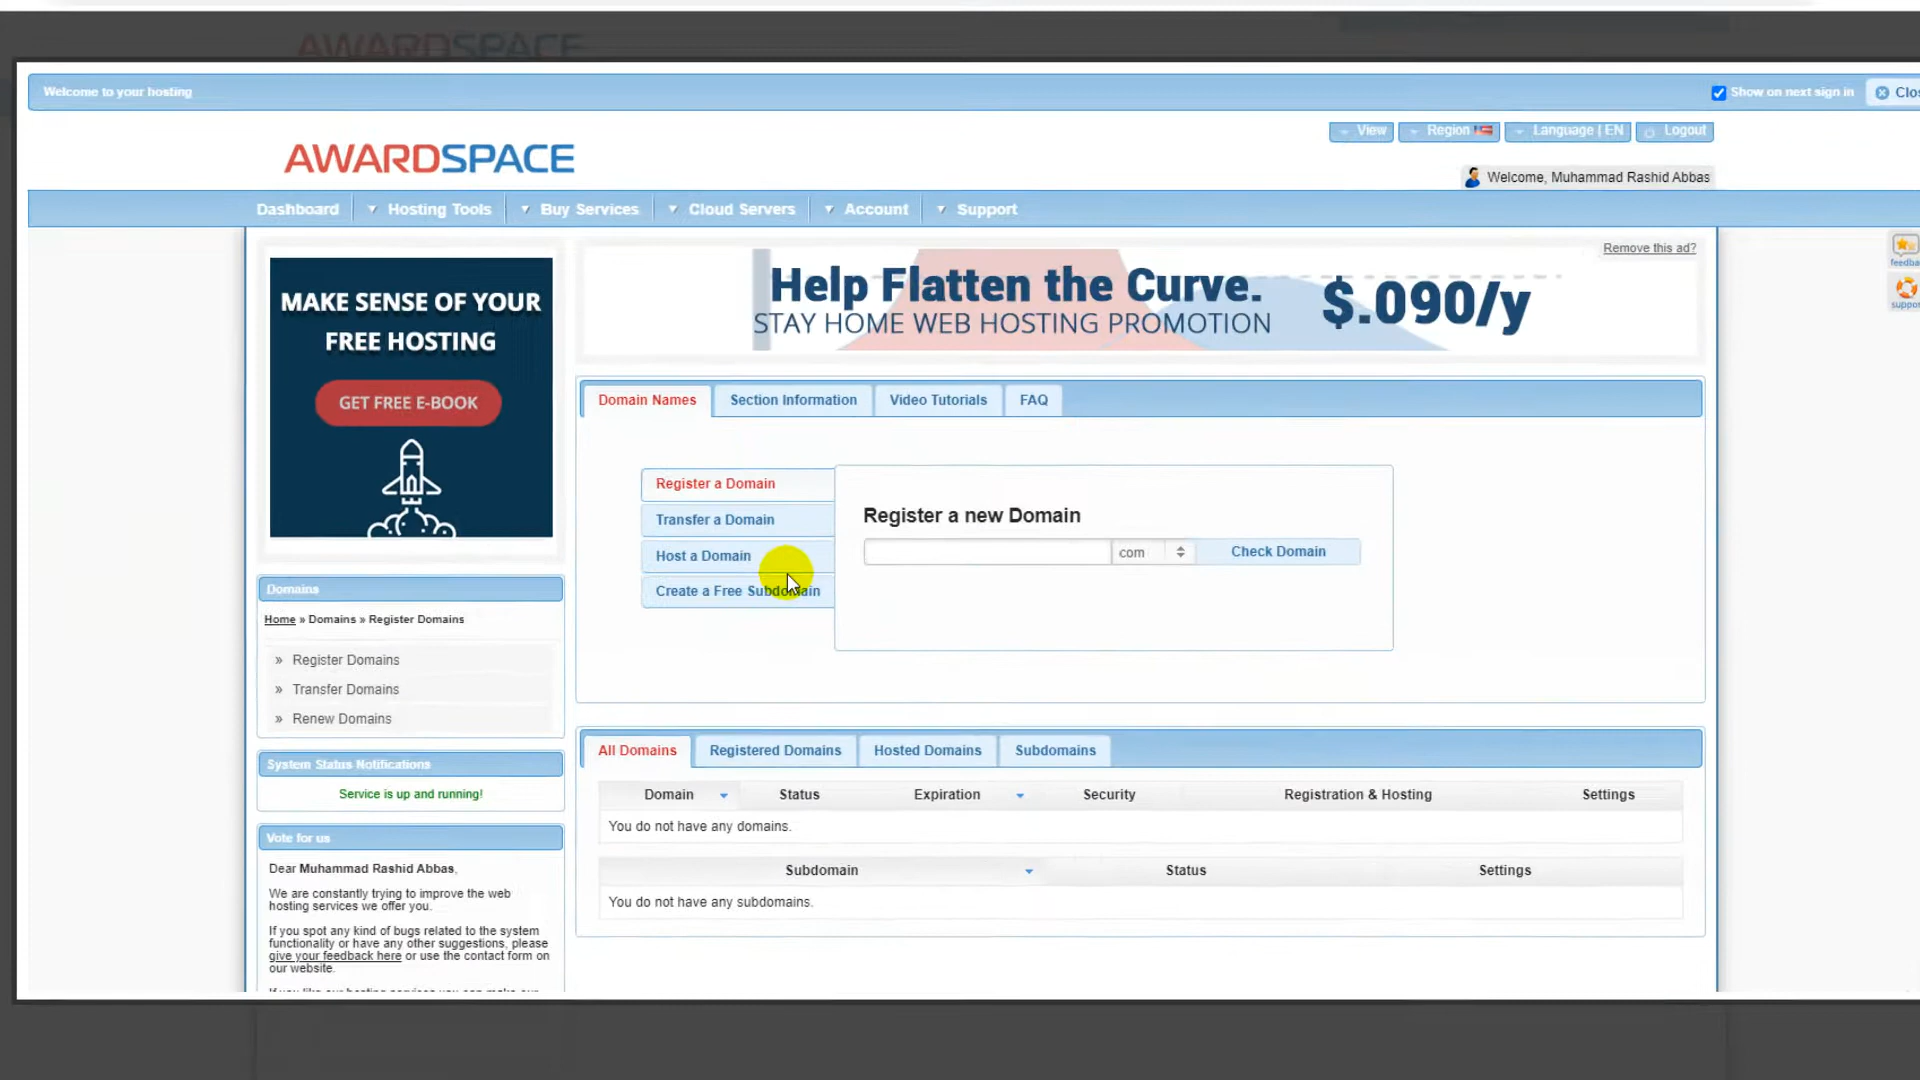 AWARDSPACE
Welcome to your hosting
Show on next sign in
Clos
View
Region
Language | EN
Logout
AWARDSPACE
Welcome, Muhammad Rashid Abbas
Dashboard
Hosting Tools
Buy Services
Cloud Servers
Account
Support
Remove this ad?
MAKE SENSE OF YOUR
FREE HOSTING
GET FREE E-BOOK
Help Flatten the Curve.
STAY HOME WEB HOSTING PROMOTION
$.090/y
feedba
suppor
Domain Names
Section Information
Video Tutorials
FAQ
Register a Domain
Transfer a Domain
Host a Domain
Create a Free Subdomain
Register a new Domain
com
Check Domain
Domains
Home » Domains » Register Domains
» Register Domains
» Transfer Domains
» Renew Domains
System Status Notifications
Service is up and running!
Vote for us
Dear Muhammad Rashid Abbas,
We are constantly trying to improve the web
hosting services we offer you.
If you spot any kind of bugs related to the system
functionality or have any other suggestions, please
give your feedback here or use the contact form on
our website.
All Domains
Registered Domains
Hosted Domains
Subdomains
Domain
Status
Expiration
Security
Registration & Hosting
Settings
You do not have any domains.
Subdomain
Status
Settings
You do not have any subdomains.